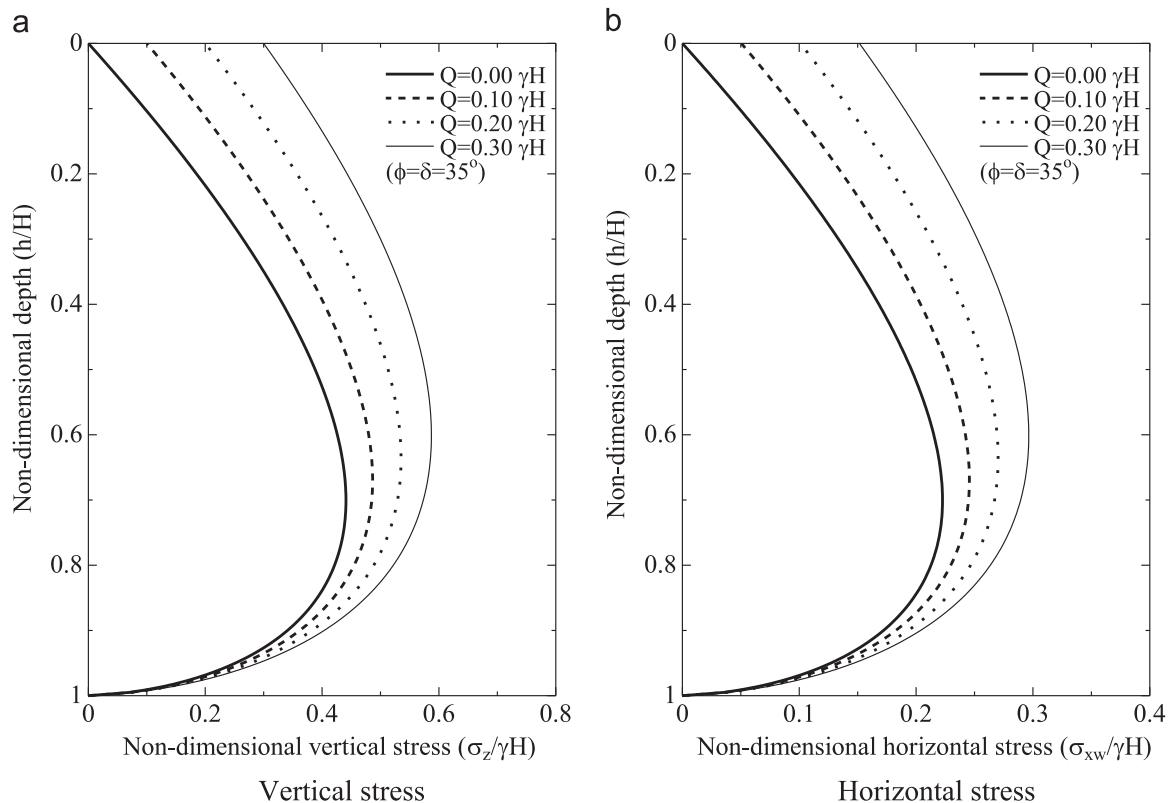 a
0
0.2
0.4
0.6
0.8
1
Non-dimensional depth (h/H)
Q=0.00 γH
Q=0.10 γH
Q=0.20 γH
Q=0.30 γH
(ϕ=δ=35°)
0 0.2 0.4 0.6 0.8
Non-dimensional vertical stress (σz/γH)
Vertical stress
b
0
0.2
0.4
0.6
0.8
1
Non-dimensional depth (h/H)
Q=0.00 γH
Q=0.10 γH
Q=0.20 γH
Q=0.30 γH
(ϕ=δ=35°)
0 0.1 0.2 0.3 0.4
Non-dimensional horizontal stress (σxw/γH)
Horizontal stress